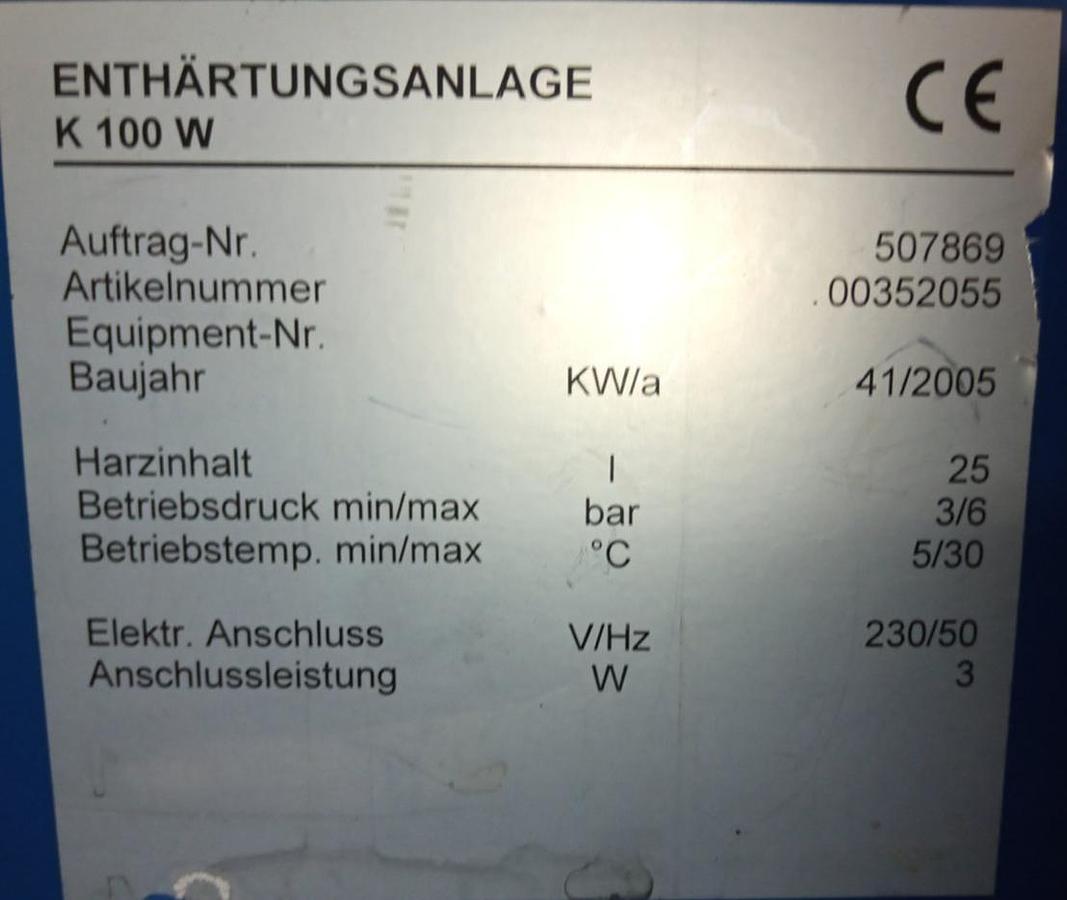 ENTHÄRTUNGSANLAGE CE
K 100 W
Auftrag-Nr. 507869
Artikelnummer .00352055
Equipment-Nr.
Baujahr KW/a 41/2005
Harzinhalt l 25
Betriebsdruck min/max bar 3/6
Betriebstemp. min/max °C 5/30
Elektr. Anschluss V/Hz 230/50
Anschlussleistung W 3